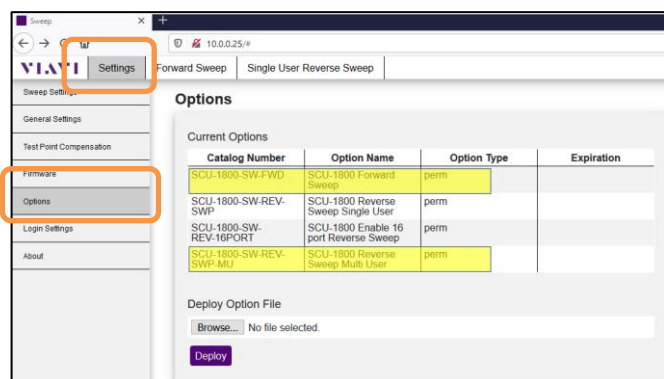 Sweep
10.0.0.25/#
VIAVI
Settings
Forward Sweep
Single User Reverse Sweep
Sweep Settings
General Settings
Test Point Compensation
Firmware
Options
Login Settings
About
Options
Current Options
Catalog Number Option Name Option Type Expiration
SCU-1800-SW-FWD SCU-1800 Forward perm
Sweep
SCU-1800-SW-REV- SCU-1800 Reverse perm
SWP Sweep Single User
SCU-1800-SW- SCU-1800 Enable 16 perm
REV-16PORT port Reverse Sweep
SCU-1800-SW-REV- SCU-1800 Reverse perm
SWP-MU Sweep Multi User
Deploy Option File
Browse... No file selected.
Deploy